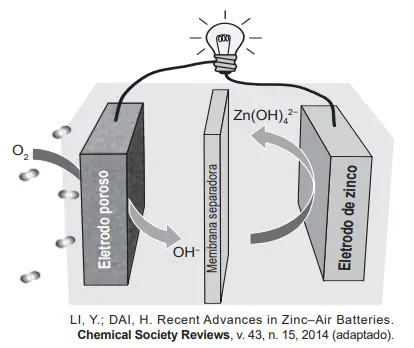 Zn(OH)₄²⁻
O₂
Eletrodo poroso
Membrana separadora
Eletrodo de zinco
OH⁻
LI, Y.; DAI, H. Recent Advances in Zinc–Air Batteries.
Chemical Society Reviews, v. 43, n. 15, 2014 (adaptado).